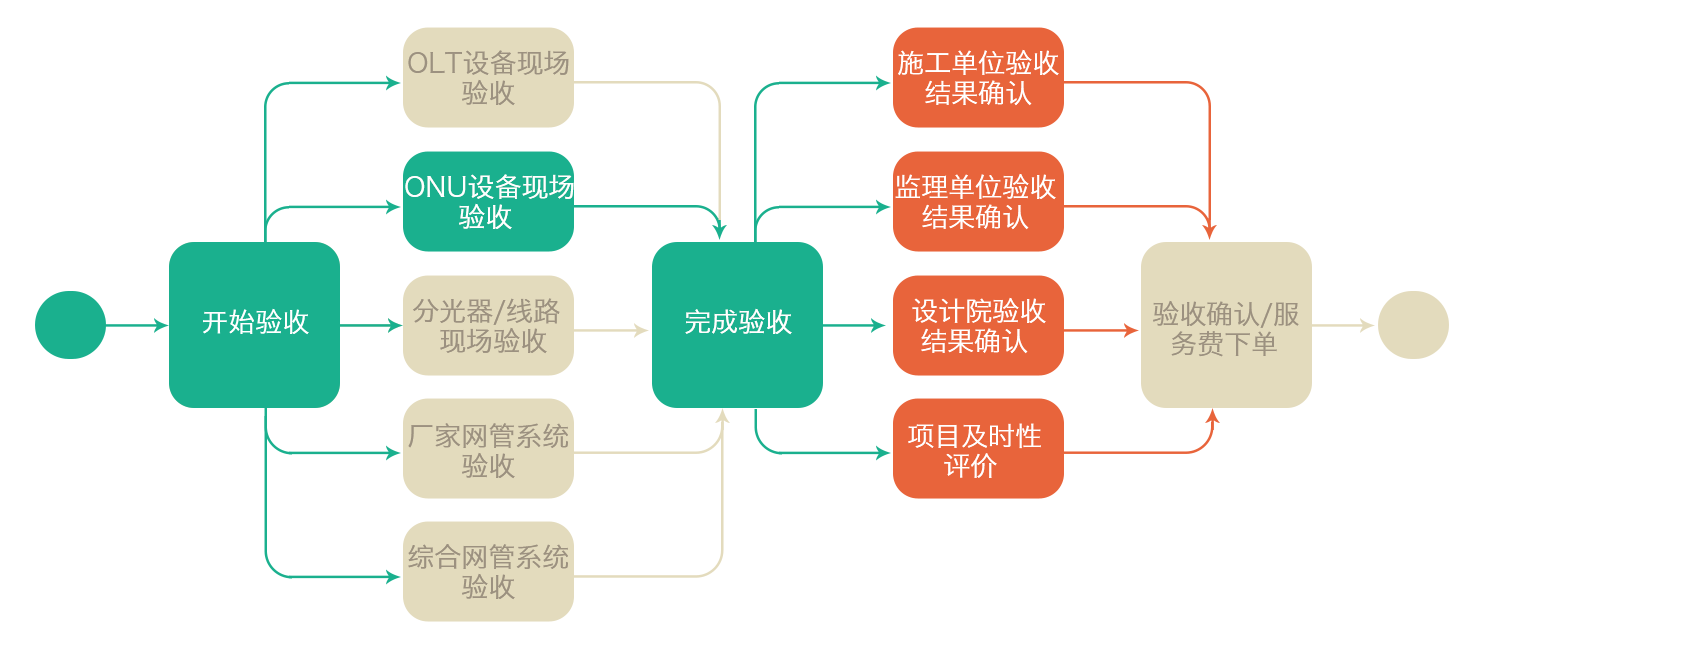 开始验收
OLT设备现场
验收
ONU设备现场
验收
分光器/线路
现场验收
厂家网管系统
验收
综合网管系统
验收
完成验收
施工单位验收
结果确认
监理单位验收
结果确认
设计院验收
结果确认
项目及时性
评价
验收确认/服
务费下单